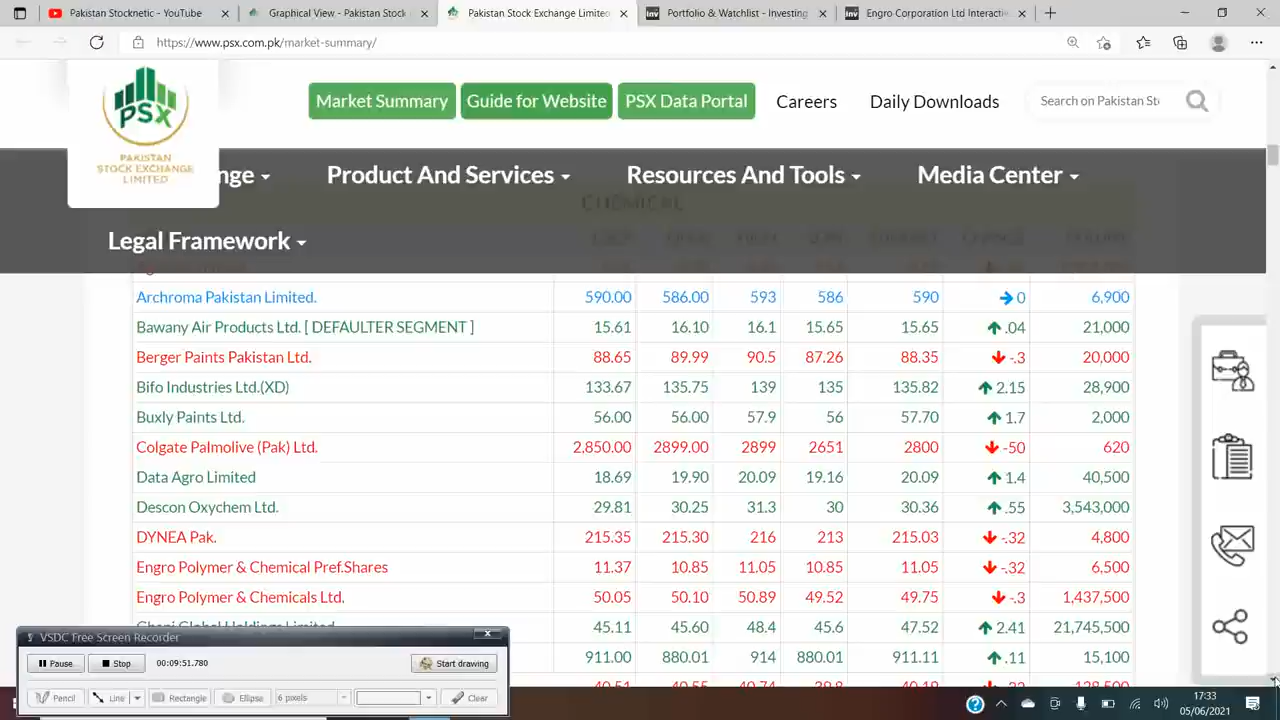 Pakistan Stocknetic - YouTube
Graphical View - Pakistan Stock
Pakistan Stock Exchange Limited
Portfolio & Watchlist - Investing
Engro Corporation Ltd Interacti
https://www.psx.com.pk/market-summary/
PSX
PAKISTAN
STOCK EXCHANGE
LIMITED
Market Summary
Guide for Website
PSX Data Portal
Careers
Daily Downloads
Search on Pakistan St
nge
Product And Services
Resources And Tools
Media Center
Legal Framework
CHEMICAL
Archroma Pakistan Limited. 590.00 586.00 593 586 590 0 6,900
Bawany Air Products Ltd. [ DEFAULTER SEGMENT ] 15.61 16.10 16.1 15.65 15.65 .04 21,000
Berger Paints Pakistan Ltd. 88.65 89.99 90.5 87.26 88.35 -.3 20,000
Bifo Industries Ltd.(XD) 133.67 135.75 139 135 135.82 2.15 28,900
Buxly Paints Ltd. 56.00 56.00 57.9 56 57.70 1.7 2,000
Colgate Palmolive (Pak) Ltd. 2,850.00 2899.00 2899 2651 2800 -50 620
Data Agro Limited 18.69 19.90 20.09 19.16 20.09 1.4 40,500
Descon Oxychem Ltd. 29.81 30.25 31.3 30 30.36 .55 3,543,000
DYNEA Pak. 215.35 215.30 216 213 215.03 -.32 4,800
Engro Polymer & Chemical Pref.Shares 11.37 10.85 11.05 10.85 11.05 -.32 6,500
Engro Polymer & Chemicals Ltd. 50.05 50.10 50.89 49.52 49.75 -.3 1,437,500
Ghani Global Holdings Limited 45.11 45.60 48.4 45.6 47.52 2.41 21,745,500
911.00 880.01 914 880.01 911.11 .11 15,100
VSDC Free Screen Recorder
Pause
Stop
00:09:51.780
Start drawing
Pencil
Line
Rectangle
Ellipse
6 pixels
Clear
17:33
05/06/2021